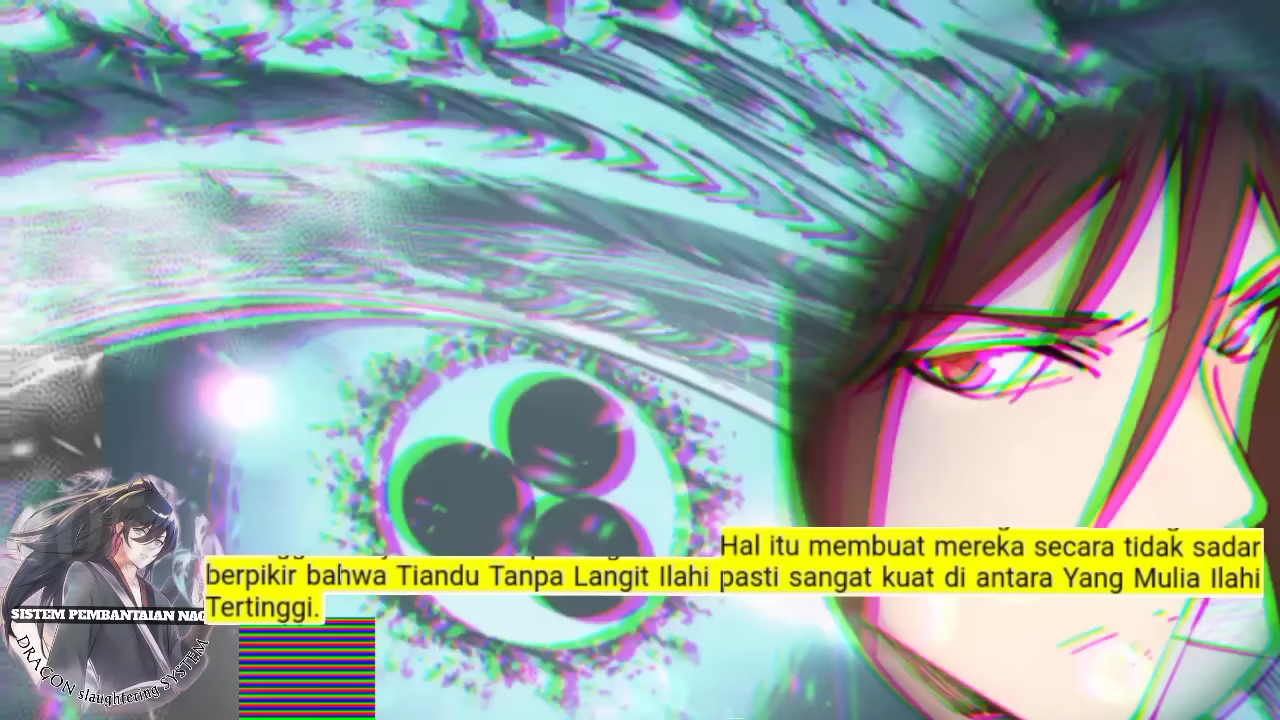 Hal itu membuat mereka secara tidak sadar
berpikir bahwa Tiandu Tanpa Langit Ilahi pasti sangat kuat di antara Yang Mulia Ilahi
Tertinggi.
SISTEM PEMBANTAIAN NAG
DRACON slaughtering SYSTEM